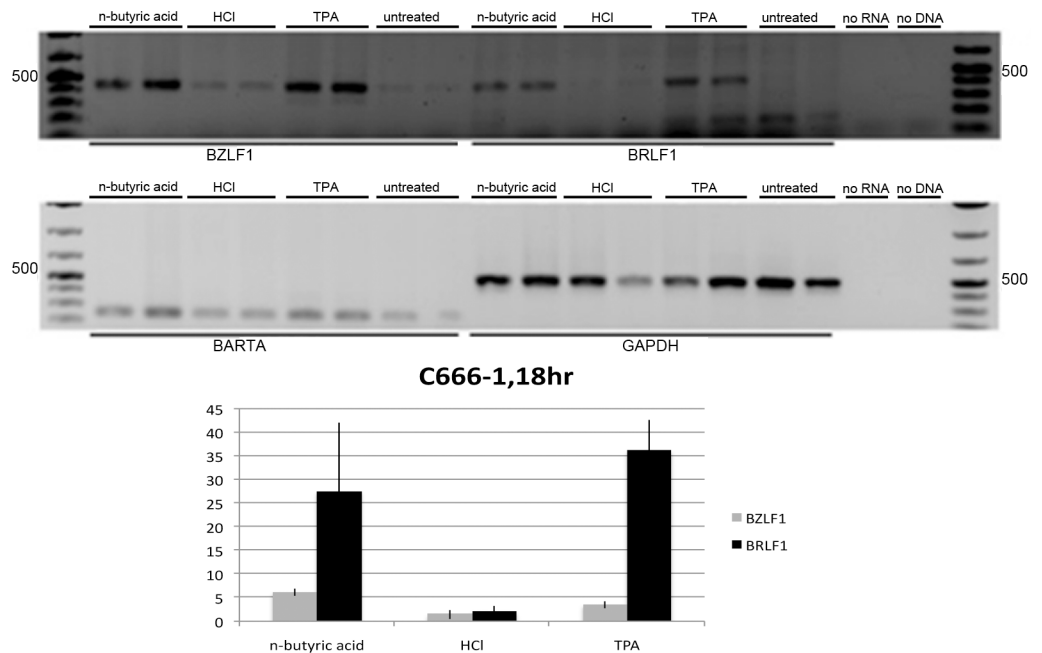 n-butyric acid HCl TPA untreated n-butyric acid HCl TPA untreated no RNA no DNA
500 500
BZLF1 BRLF1
n-butyric acid HCl TPA untreated n-butyric acid HCl TPA untreated no RNA no DNA
500 500
BARTA GAPDH
C666-1,18hr
45
40
35
30
25
20
15
10
5
0
BZLF1
BRLF1
n-butyric acid HCl TPA